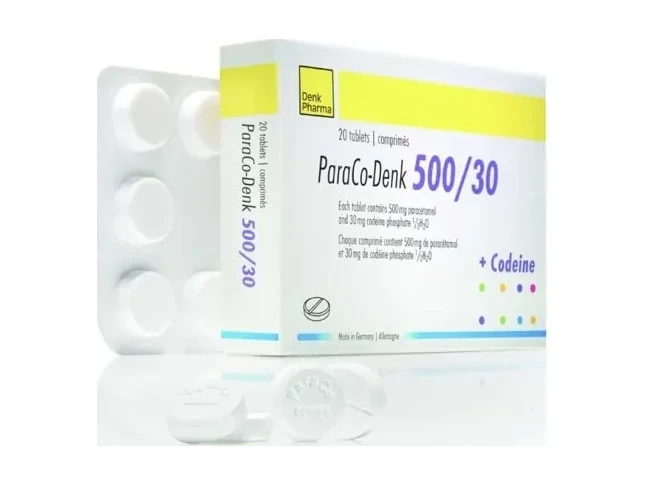 Denk
Pharma
20 tablets | comprimés
ParaCo-Denk 500/30
Each tablet contains 500 mg paracetamol
and 30 mg codeine phosphate ½H₂O
Chaque comprimé contient 500 mg de paracétamol
et 30 mg de codéine phosphate ½H₂O
+ Codeine
Made in Germany | Allemagne
20 tablets | comprimés
ParaCo-Denk 500/30